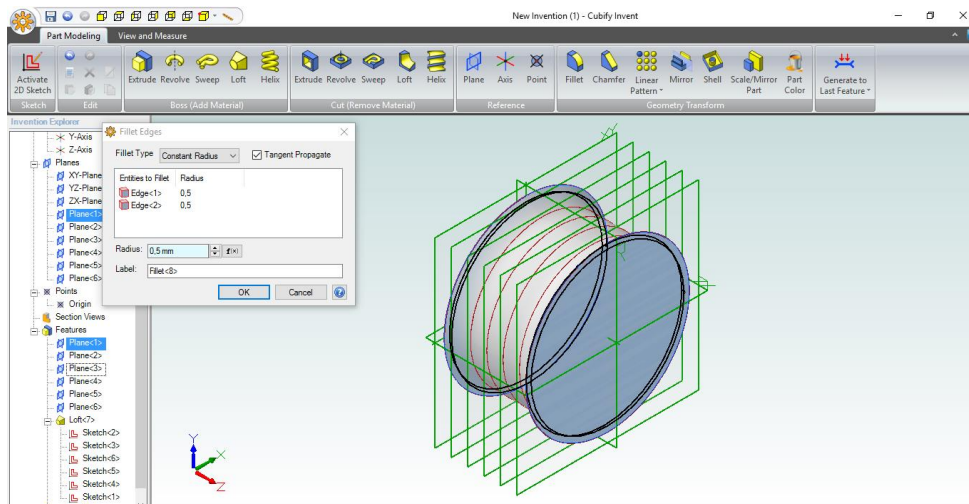 New Invention (1) - Cubify Invent
Part Modeling View and Measure
Activate 2D Sketch
Extrude Revolve Sweep Loft Helix
Extrude Revolve Sweep Loft Helix
Plane Axis Point
Fillet Chamfer Linear Pattern Mirror Shell Scale/Mirror Part Part Color
Generate to Last Feature
Sketch Edit Boss (Add Material) Cut (Remove Material) Reference Geometry Transform
Invention Explorer
Y-Axis
Z-Axis
Planes
XY-Plane
YZ-Plane
ZX-Plane
Plane<1>
Plane<2>
Plane<3>
Plane<4>
Plane<5>
Plane<6>
Points
Origin
Section Views
Features
Plane<1>
Plane<2>
Plane<3>
Plane<4>
Plane<5>
Plane<6>
Loft<7>
Sketch<2>
Sketch<3>
Sketch<6>
Sketch<5>
Sketch<4>
Sketch<1>
Fillet Edges
Fillet Type Constant Radius Tangent Propagate
Entities to Fillet Radius
Edge<1> 0,5
Edge<2> 0,5
Radius: 0,5 mm f(x)
Label: Fillet<8>
OK Cancel ?
Y
X
Z